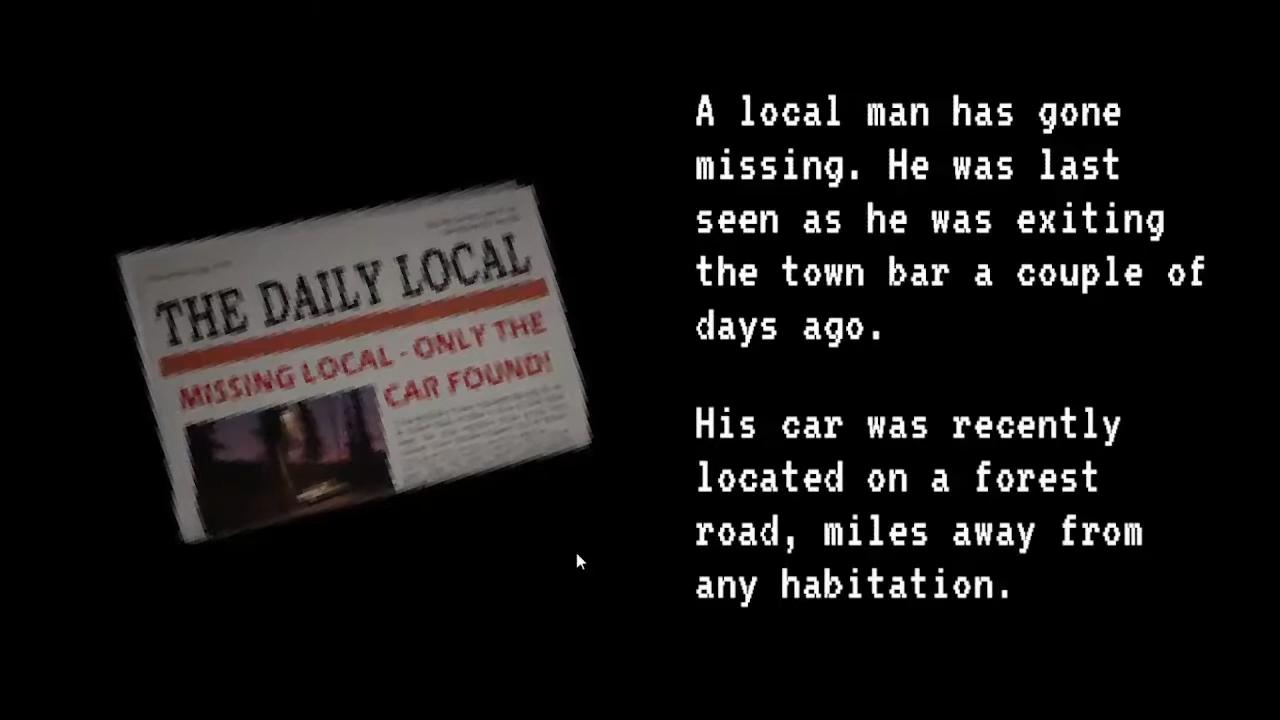 THE DAILY LOCAL
MISSING LOCAL - ONLY THE
CAR FOUND!
A local man has gone
missing. He was last
seen as he was exiting
the town bar a couple of
days ago.
His car was recently
located on a forest
road, miles away from
any habitation.